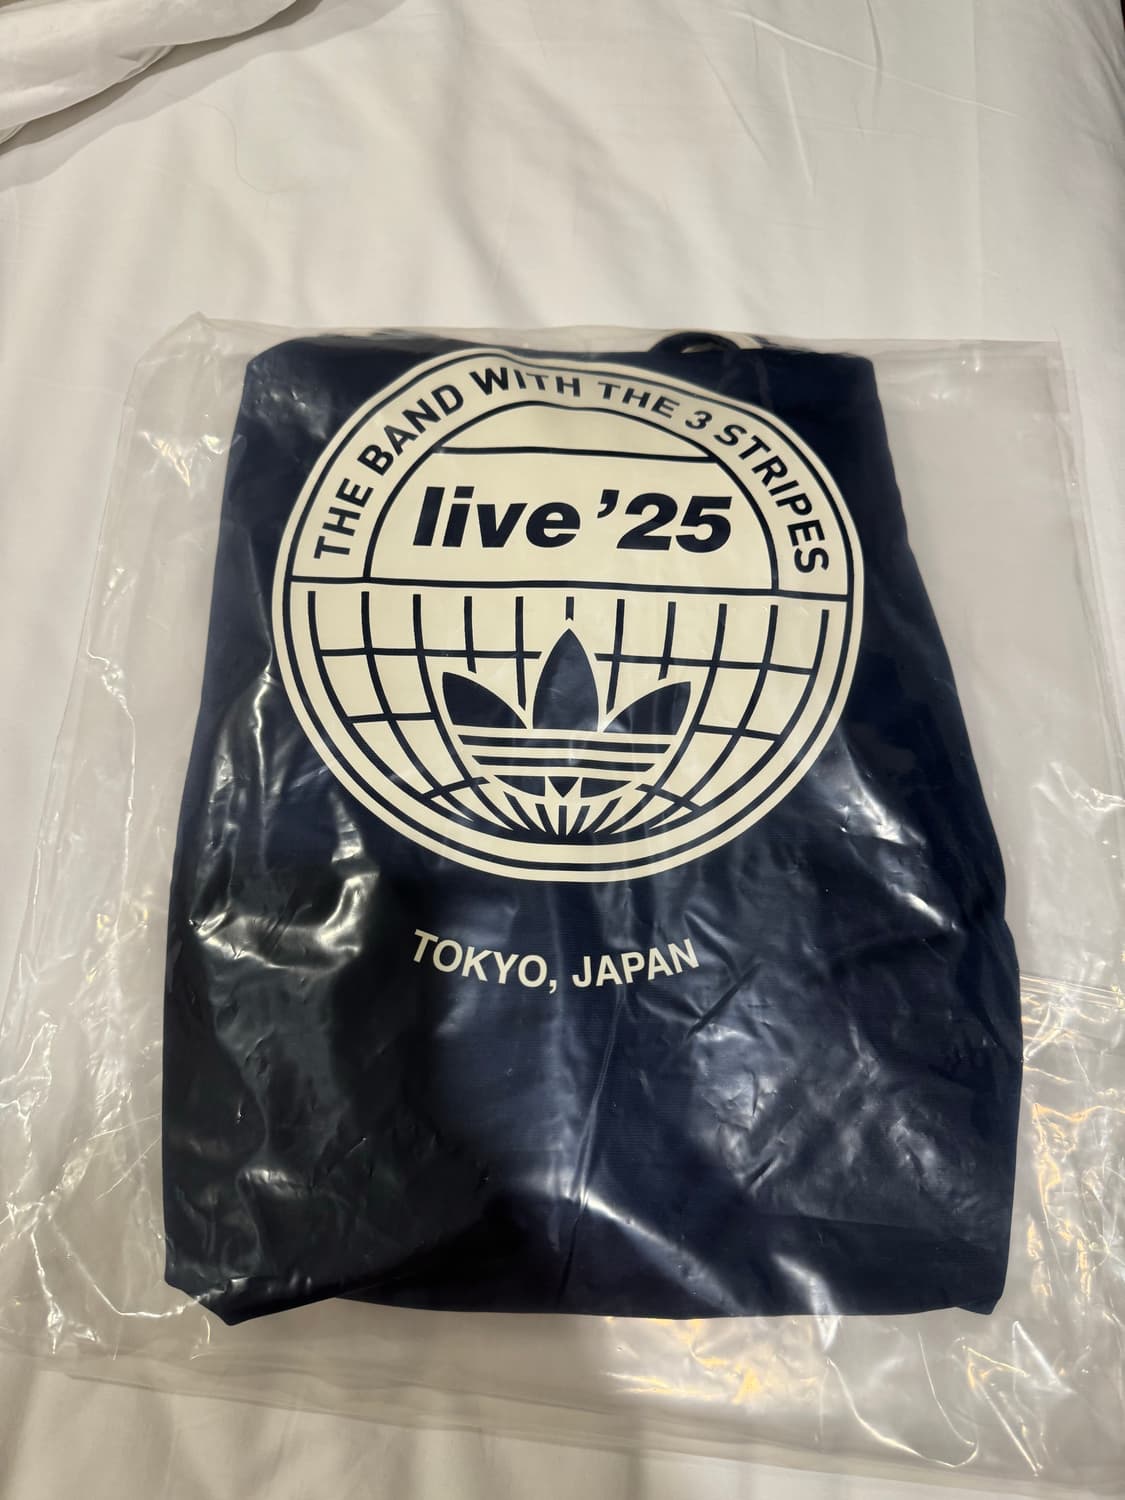 THE BAND WITH THE 3 STRIPES
live ’25
TOKYO, JAPAN